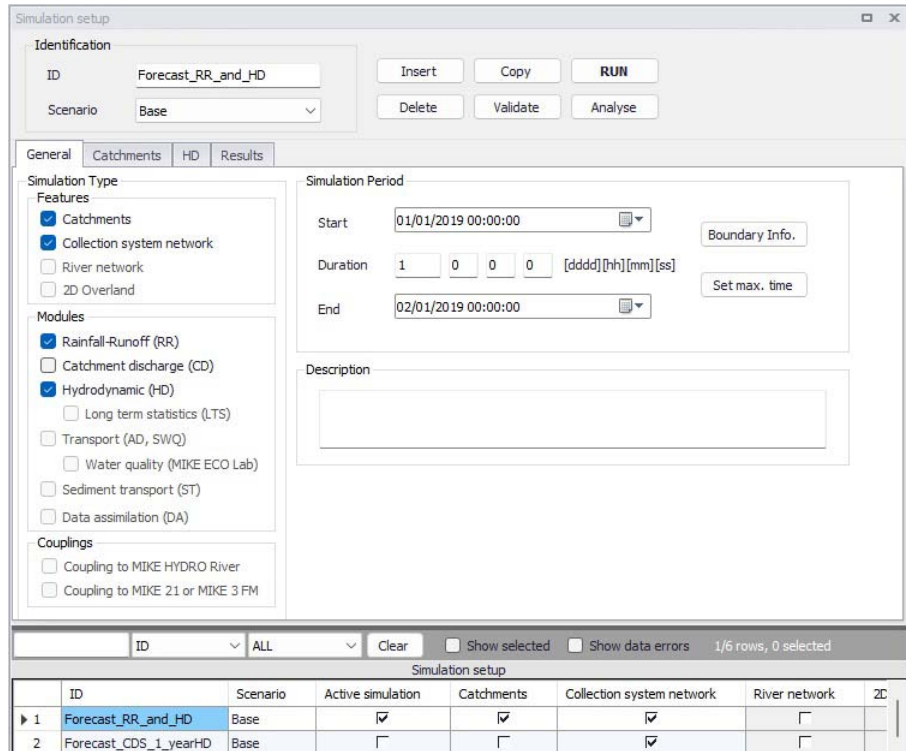 Simulation setup
Identification
ID Forecast_RR_and_HD Insert Copy RUN
Scenario Base Delete Validate Analyse
General Catchments HD Results
Simulation Type
Features
Catchments
Collection system network
River network
2D Overland
Modules
Rainfall-Runoff (RR)
Catchment discharge (CD)
Hydrodynamic (HD)
Long term statistics (LTS)
Transport (AD, SWQ)
Water quality (MIKE ECO Lab)
Sediment transport (ST)
Data assimilation (DA)
Couplings
Coupling to MIKE HYDRO River
Coupling to MIKE 21 or MIKE 3 FM
Simulation Period
Start 01/01/2019 00:00:00
Duration 1 0 0 0 [dddd][hh][mm][ss]
End 02/01/2019 00:00:00
Boundary Info.
Set max. time
Description
ID ALL Clear Show selected Show data errors 1/6 rows, 0 selected
Simulation setup
ID Scenario Active simulation Catchments Collection system network River network 2D
1 Forecast_RR_and_HD Base
2 Forecast_CDS_1_yearHD Base